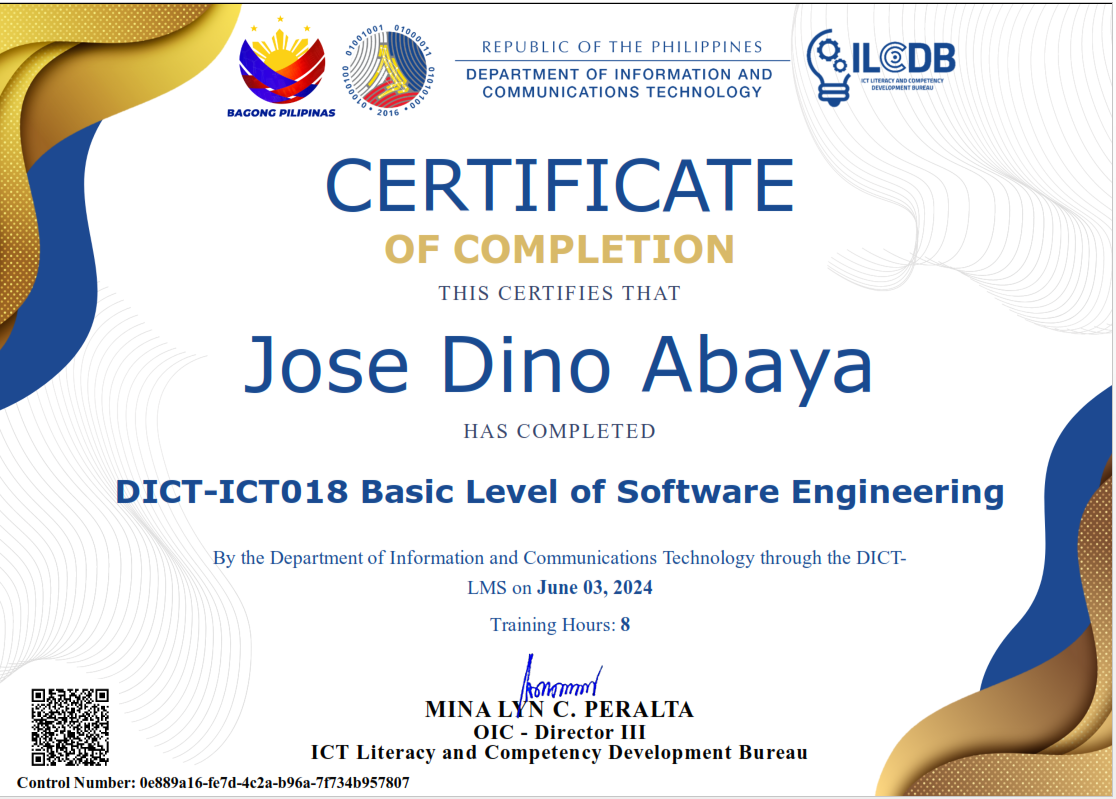 BAGONG PILIPINAS
01001001 01000011 01010100 01000100 • 2016 •
REPUBLIC OF THE PHILIPPINES
DEPARTMENT OF INFORMATION AND
COMMUNICATIONS TECHNOLOGY
ILCDB
ICT LITERACY AND COMPETENCY
DEVELOPMENT BUREAU
CERTIFICATE
OF COMPLETION
THIS CERTIFIES THAT
Jose Dino Abaya
HAS COMPLETED
DICT-ICT018 Basic Level of Software Engineering
By the Department of Information and Communications Technology through the DICT-
LMS on June 03, 2024
Training Hours: 8
MINA LYN C. PERALTA
OIC - Director III
ICT Literacy and Competency Development Bureau
Control Number: 0e889a16-fe7d-4c2a-b96a-7f734b957807